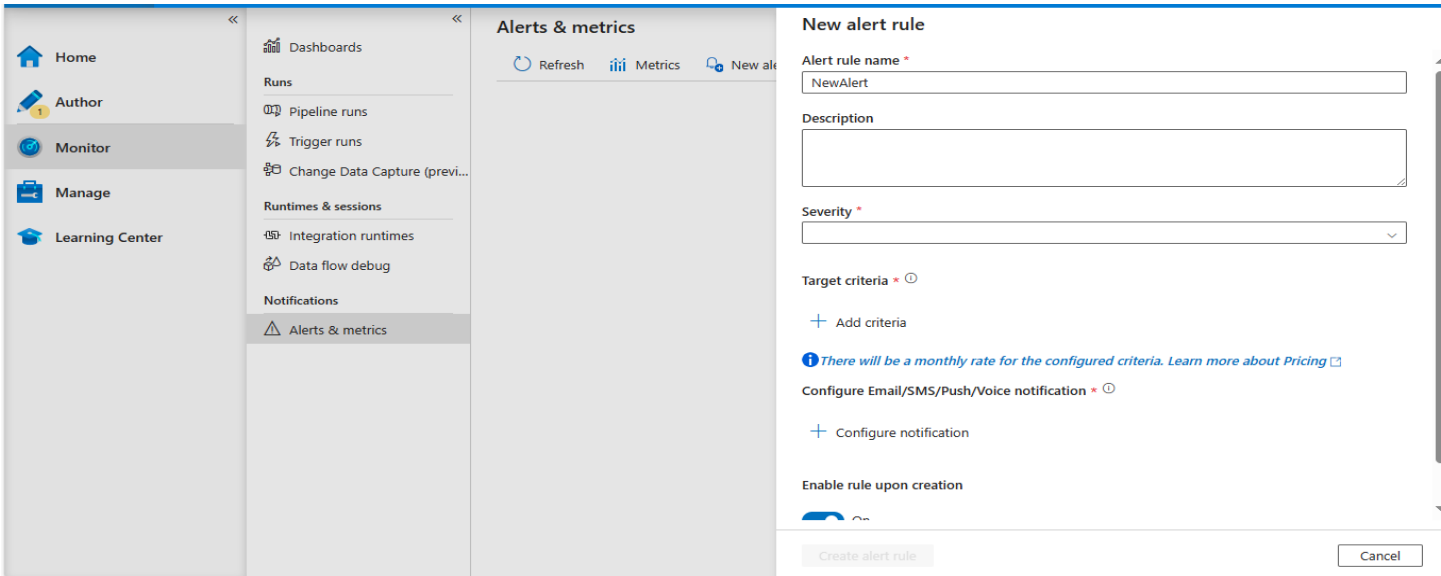 «
Home
Author
1
Monitor
Manage
Learning Center
«
Dashboards
Runs
Pipeline runs
Trigger runs
Change Data Capture (previ...
Runtimes & sessions
Integration runtimes
Data flow debug
Notifications
Alerts & metrics
Alerts & metrics
Refresh Metrics New ale
New alert rule
Alert rule name *
NewAlert
Description
Severity *
Target criteria *
Add criteria
There will be a monthly rate for the configured criteria. Learn more about Pricing
Configure Email/SMS/Push/Voice notification *
Configure notification
Enable rule upon creation
On
Create alert rule
Cancel